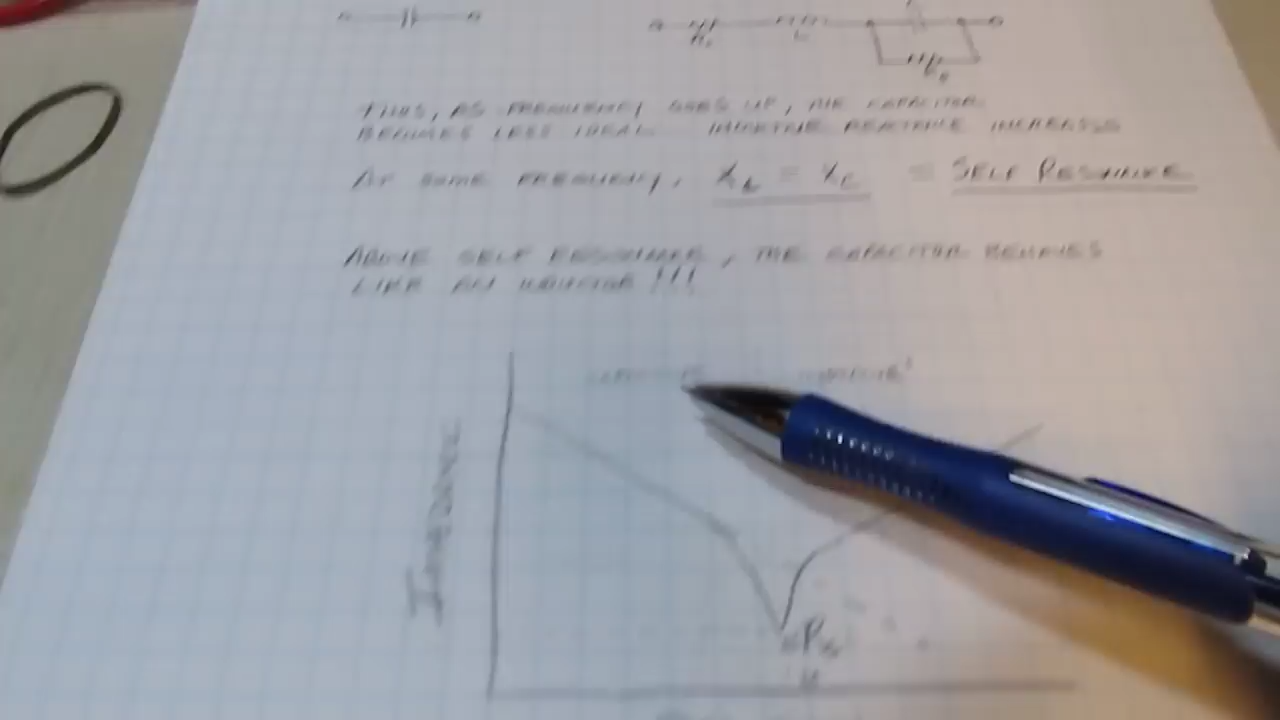 L
THUS, AS FREQUENCY GOES UP, THE CAPACITOR
BECOMES LESS IDEAL. INDUCTIVE REACTANCE INCREASES
AT SOME FREQUENCY, XL = XC = SELF RESONANCE
ABOVE SELF RESONANCE, THE CAPACITOR BEHAVES
LIKE AN INDUCTOR!!!
IMPEDANCE